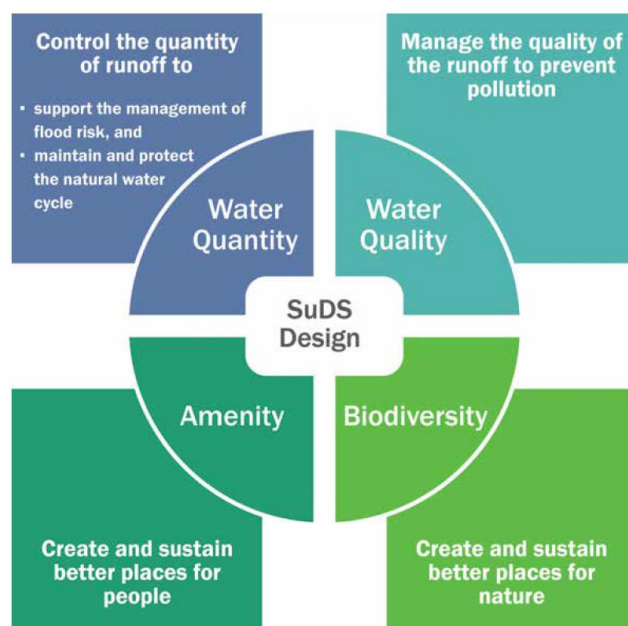 Control the quantity
of runoff to
• support the management of
flood risk, and
• maintain and protect
the natural water
cycle
Manage the quality of
the runoff to prevent
pollution
Water
Quantity
Water
Quality
SuDS
Design
Amenity
Biodiversity
Create and sustain
better places for
people
Create and sustain
better places for
nature